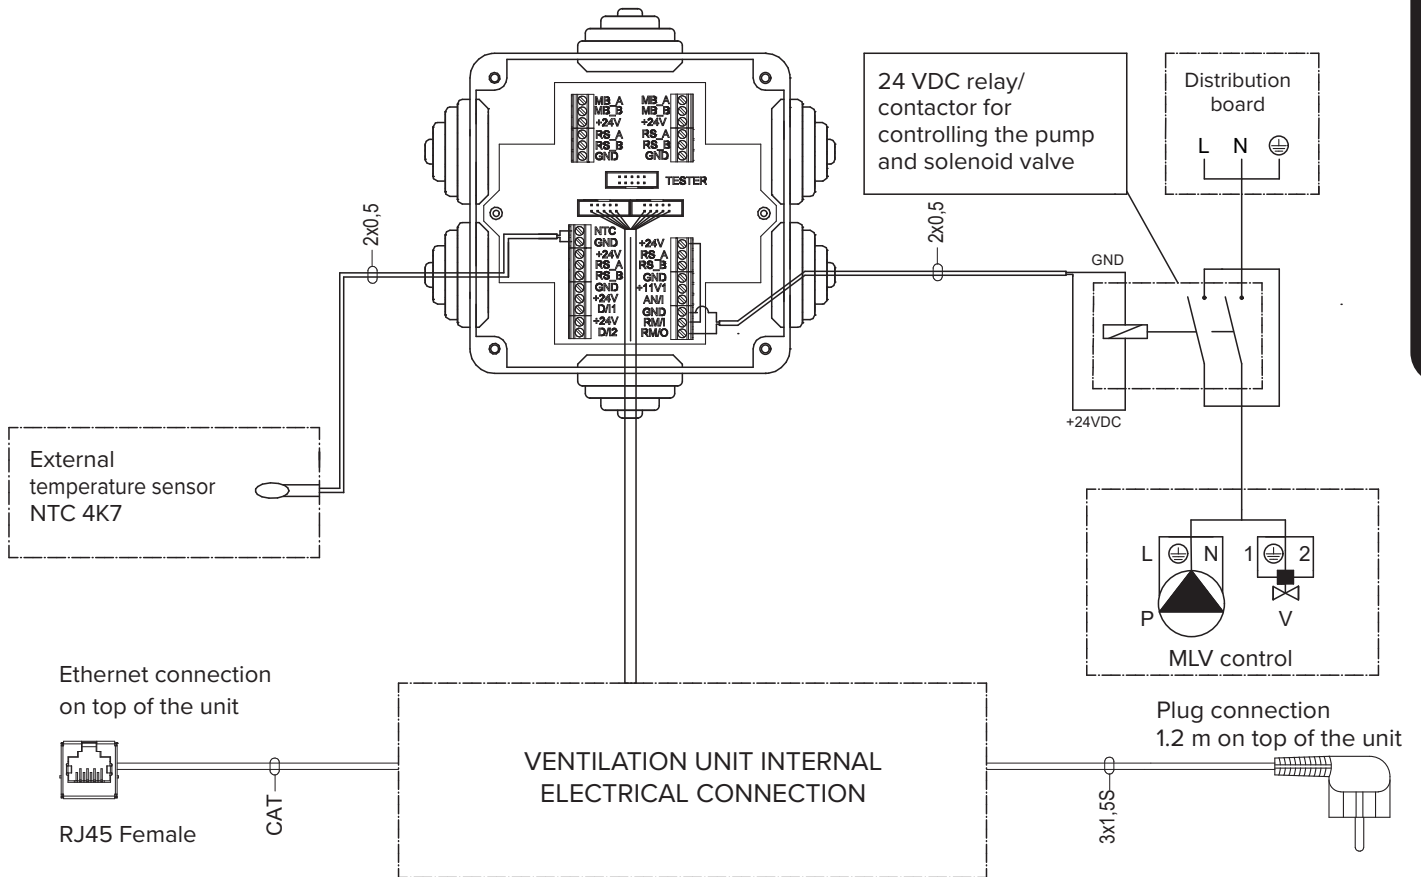 MB_A
MB_B
+24V
RS_A
RS_B
GND
MB_A
MB_B
+24V
RS_A
RS_B
GND
TESTER
NTC
GND
+24V
RS_A
RS_B
GND
+24V
D/I1
+24V
D/I2
+24V
RS_A
RS_B
GND
+11V1
AN/I
GND
RM/I
RM/O
2x0,5
2x0,5
24 VDC relay/
contactor for
controlling the pump
and solenoid valve
Distribution
board
L N
GND
+24VDC
External
temperature sensor
NTC 4K7
L N 1 2
P V
MLV control
Ethernet connection
on top of the unit
RJ45 Female
CAT
VENTILATION UNIT INTERNAL
ELECTRICAL CONNECTION
Plug connection
1.2 m on top of the unit
3x1,5S